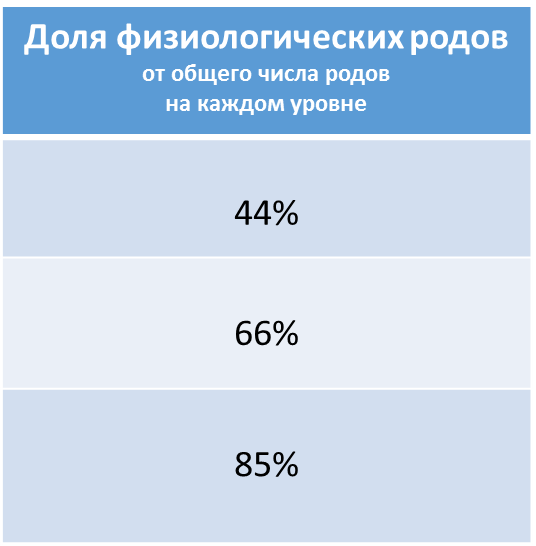 Доля физиологических родов
от общего числа родов
на каждом уровне
44%
66%
85%